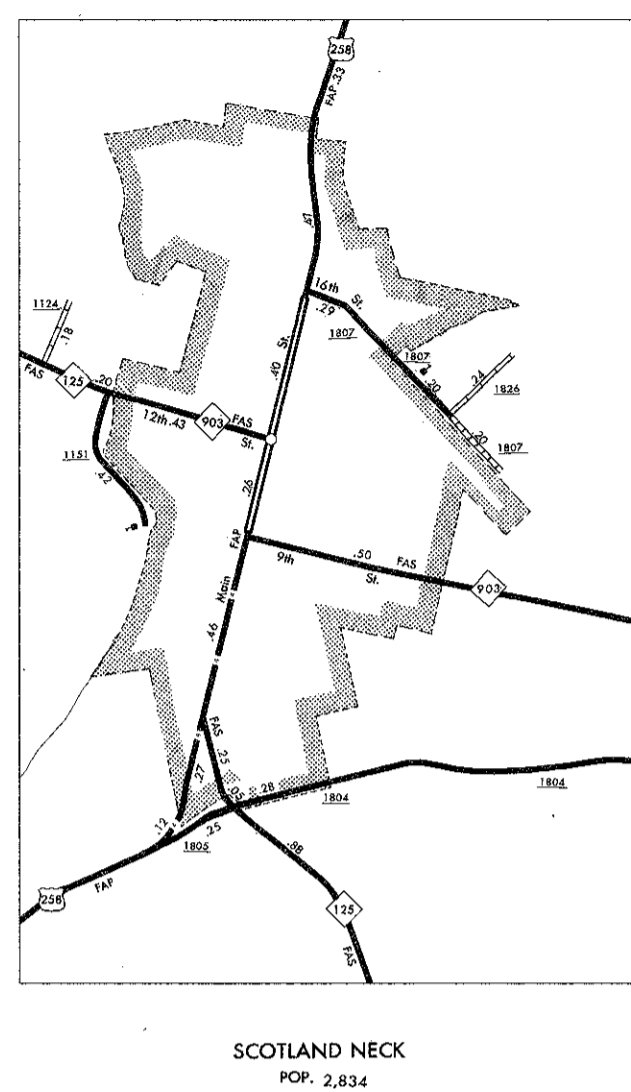 258
FAP .33
.47
16th St.
.29
1807
1124
.18
.40 St.
1807
.20
.24
1826
.20
1807
FAS
125
.20
12th .43
903
FAS
St.
1151
.42
.26
FAP
9th St.
.50
FAS
903
Main
.46
FAS
.25
.27
.05
.28
1804
1804
.12
.25
1805
.88
FAP
258
125
FAS
SCOTLAND NECK
POP. 2,834